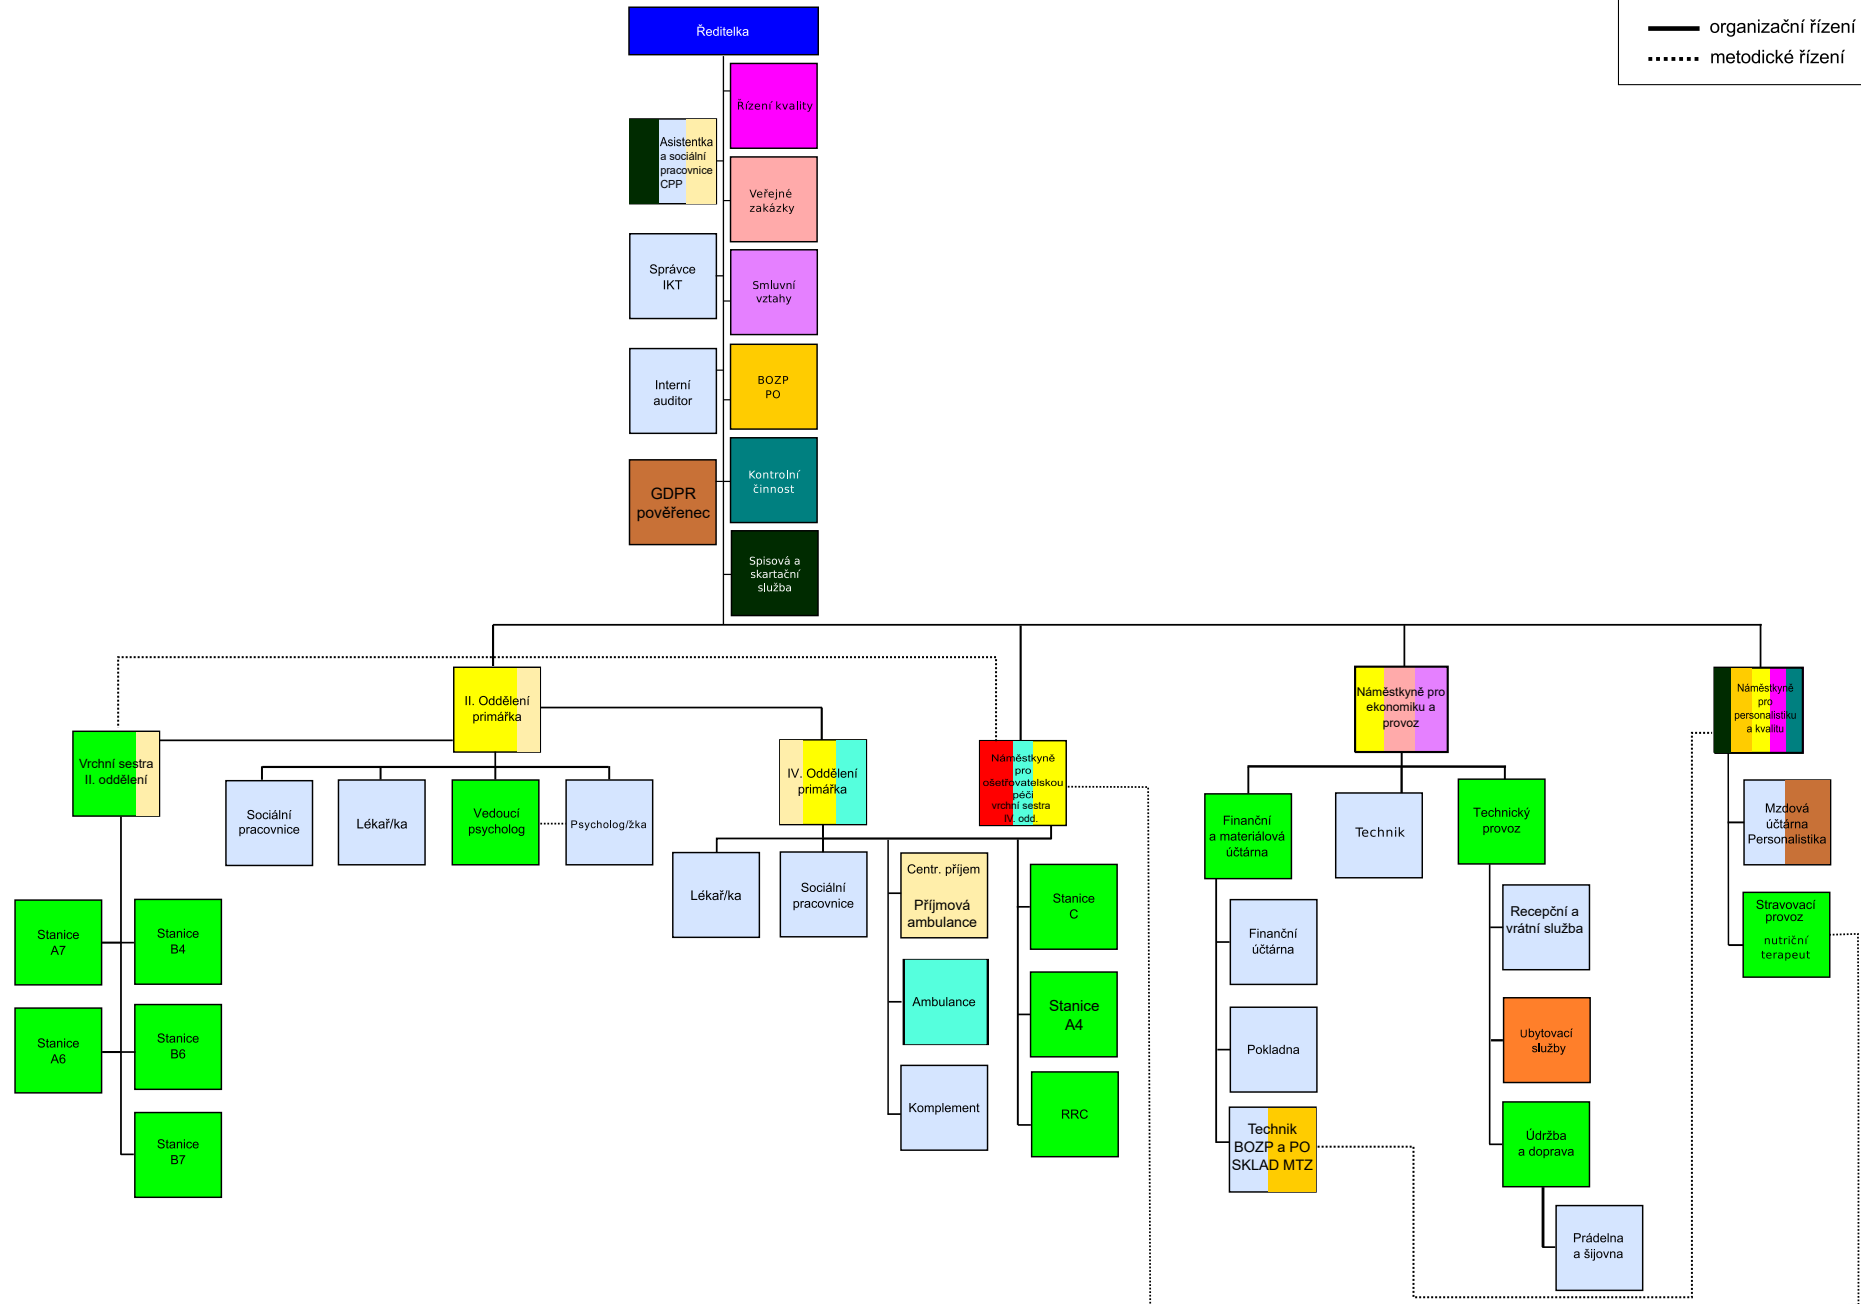 organizační řízení
metodické řízení
Ředitelka
Řízení kvality
Asistentka
a sociální
pracovnice
CPP
Veřejné
zakázky
Správce
IKT
Smluvní
vztahy
Interní
auditor
BOZP
PO
GDPR
pověřenec
Kontrolní
činnost
Spisová a
skartační
služba
II. Oddělení
primářka
Náměstkyně pro
ekonomiku a
provoz
Náměstkyně
pro
personalistiku
a kvalitu
Vrchní sestra
II. oddělení
IV. Oddělení
primářka
Náměstkyně
pro
ošetřovatelskou
péči
vrchní sestra
IV. odd.
Sociální
pracovnice
Lékař/ka
Vedoucí
psycholog
Psycholog/žka
Finanční
a materiálová
účtárna
Technik
Technický
provoz
Mzdová
účtárna
Personalistika
Lékař/ka
Sociální
pracovnice
Centr. příjem
Příjmová
ambulance
Stanice
C
Stanice
A7
Stanice
B4
Finanční
účtárna
Recepční a
vrátní služba
Stravovací
provoz
nutriční
terapeut
Ambulance
Stanice
A4
Stanice
A6
Stanice
B6
Pokladna
Ubytovací
služby
Komplement
RRC
Stanice
B7
Technik
BOZP a PO
SKLAD MTZ
Údržba
a doprava
Prádelna
a šijovna